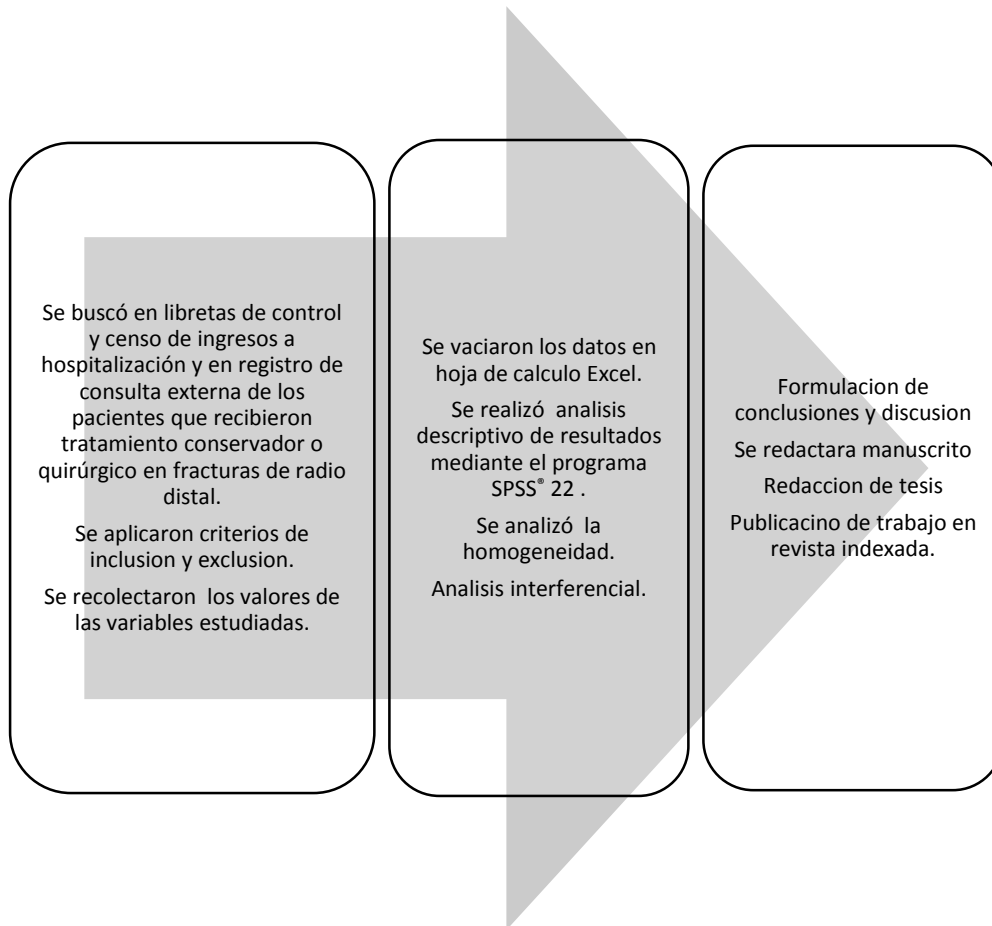 Se buscó en libretas de control
y censo de ingresos a
hospitalización y en registro de
consulta externa de los
pacientes que recibieron
tratamiento conservador o
quirúrgico en fracturas de radio
distal.
Se aplicaron criterios de
inclusion y exclusion.
Se recolectaron los valores de
las variables estudiadas.
Se vaciaron los datos en
hoja de calculo Excel.
Se realizó analisis
descriptivo de resultados
mediante el programa
SPSS® 22 .
Se analizó la
homogeneidad.
Analisis interferencial.
Formulacion de
conclusiones y discusion
Se redactara manuscrito
Redaccion de tesis
Publicacino de trabajo en
revista indexada.